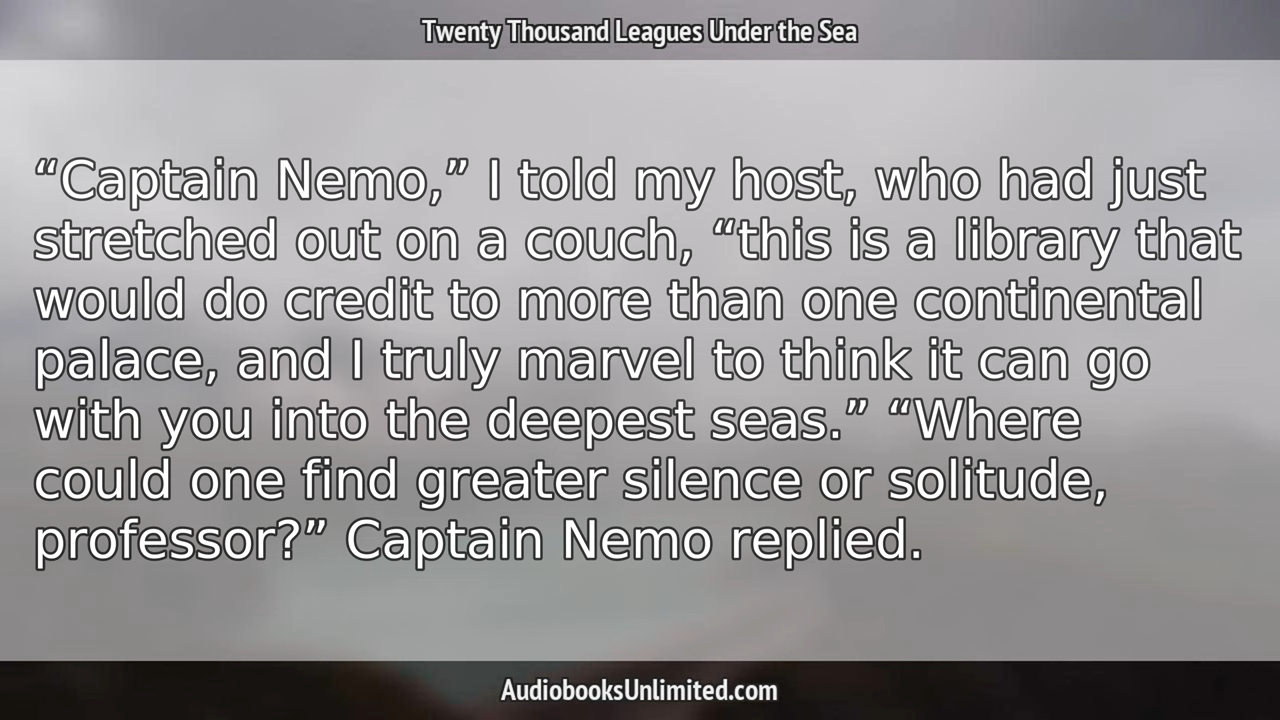 Twenty Thousand Leagues Under the Sea
“Captain Nemo,” I told my host, who had just
stretched out on a couch, “this is a library that
would do credit to more than one continental
palace, and I truly marvel to think it can go
with you into the deepest seas.” “Where
could one find greater silence or solitude,
professor?” Captain Nemo replied.
AudiobooksUnlimited.com